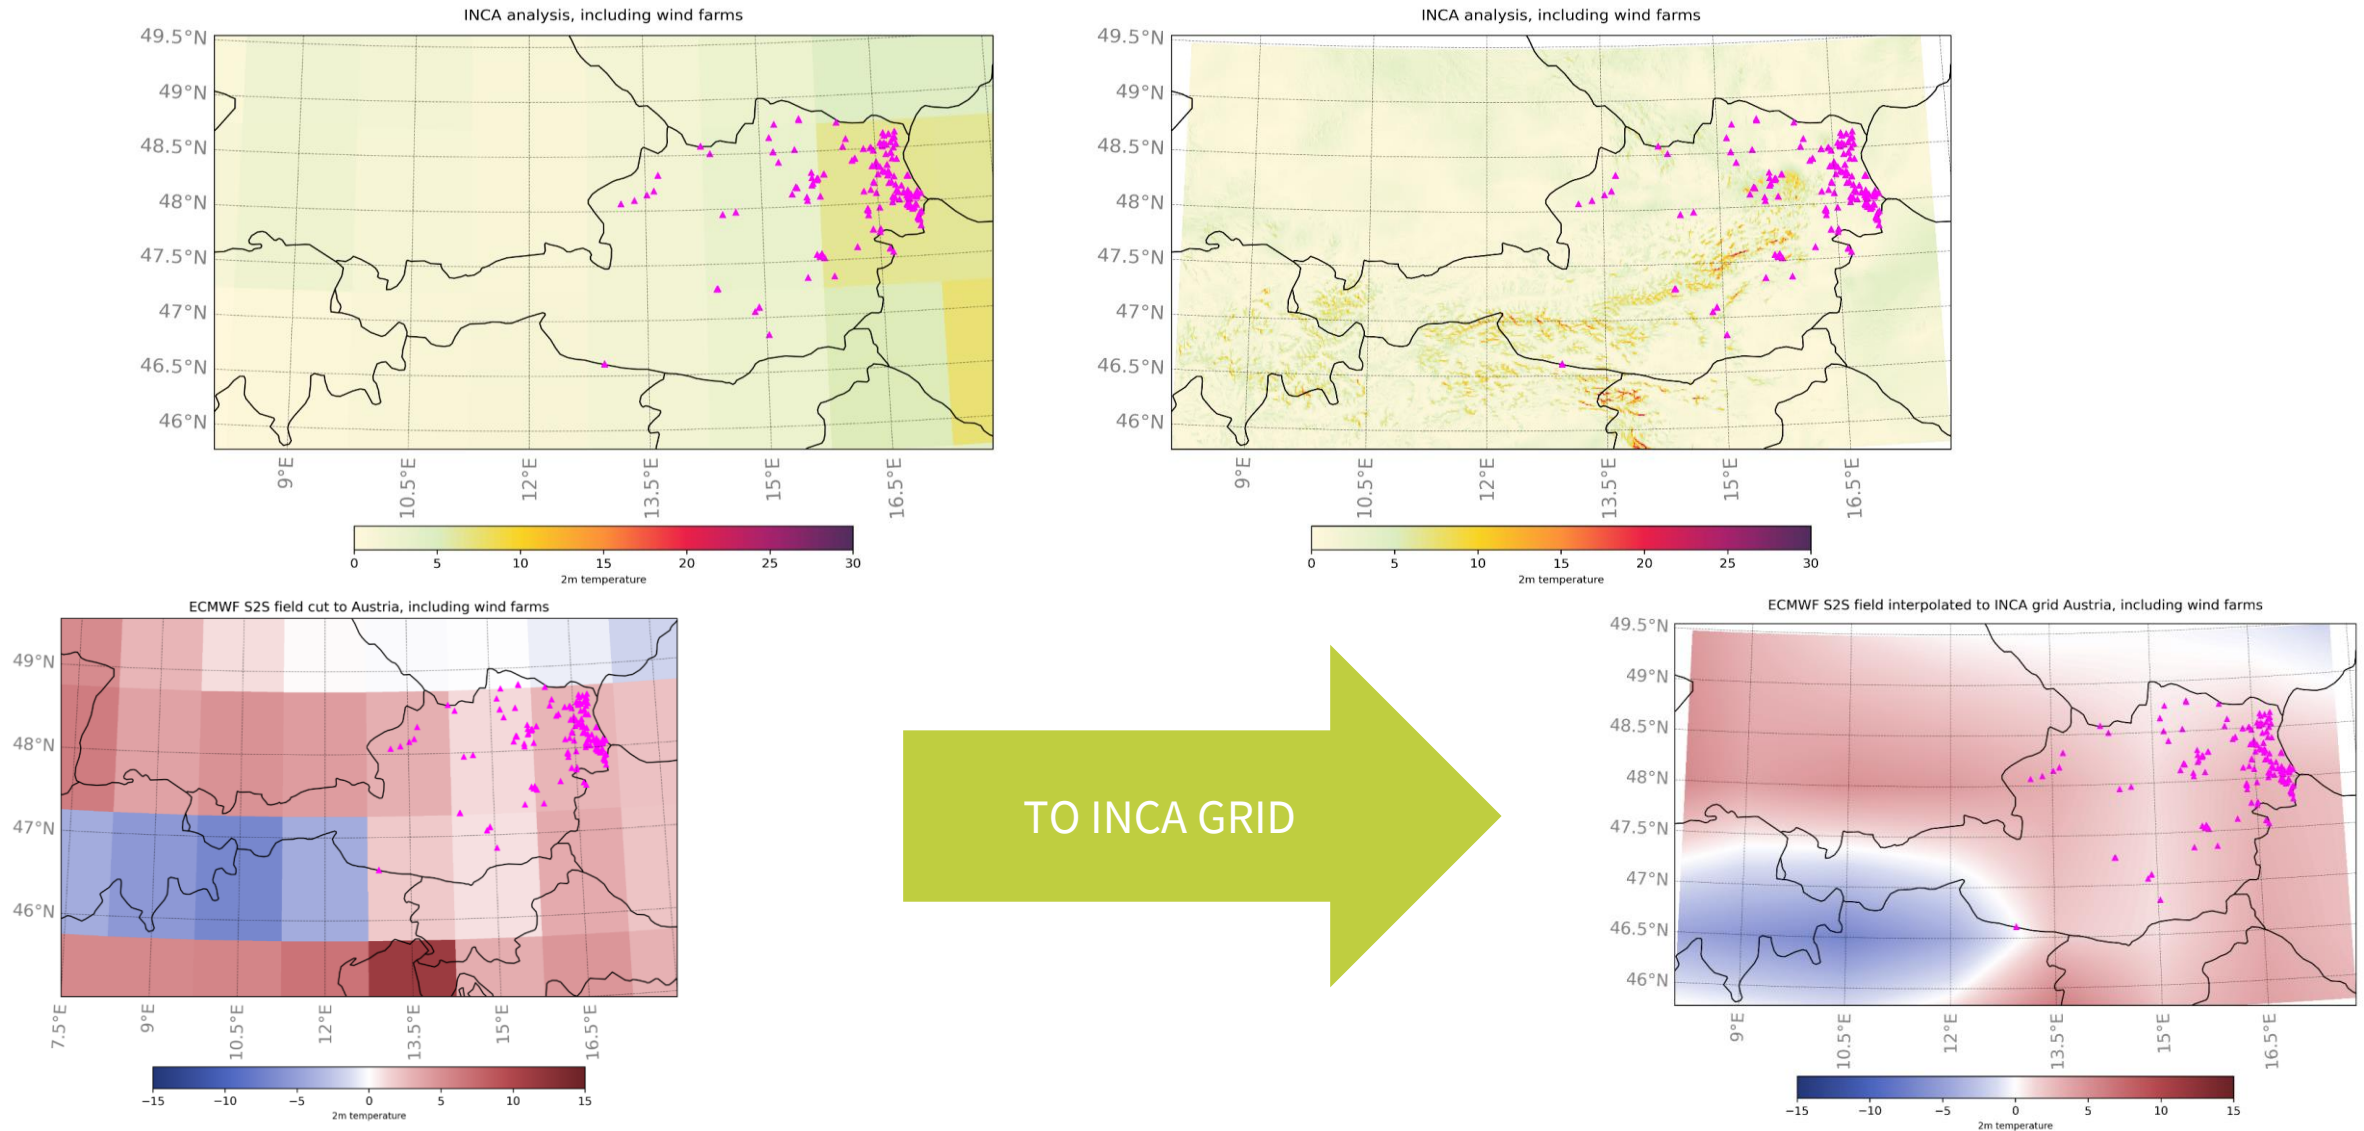 INCA analysis, including wind farms
49.5°N
49°N
48.5°N
48°N
47.5°N
47°N
46.5°N
46°N
9°E
10.5°E
12°E
13.5°E
15°E
16.5°E
0 5 10 15 20 25 30
2m temperature
INCA analysis, including wind farms
49.5°N
49°N
48.5°N
48°N
47.5°N
47°N
46.5°N
46°N
9°E
10.5°E
12°E
13.5°E
15°E
16.5°E
0 5 10 15 20 25 30
2m temperature
ECMWF S2S field cut to Austria, including wind farms
49°N
48°N
47°N
46°N
7.5°E
9°E
10.5°E
12°E
13.5°E
15°E
16.5°E
−15 −10 −5 0 5 10 15
2m temperature
TO INCA GRID
ECMWF S2S field interpolated to INCA grid Austria, including wind farms
49.5°N
49°N
48.5°N
48°N
47.5°N
47°N
46.5°N
46°N
9°E
10.5°E
12°E
13.5°E
15°E
16.5°E
−15 −10 −5 0 5 10 15
2m temperature